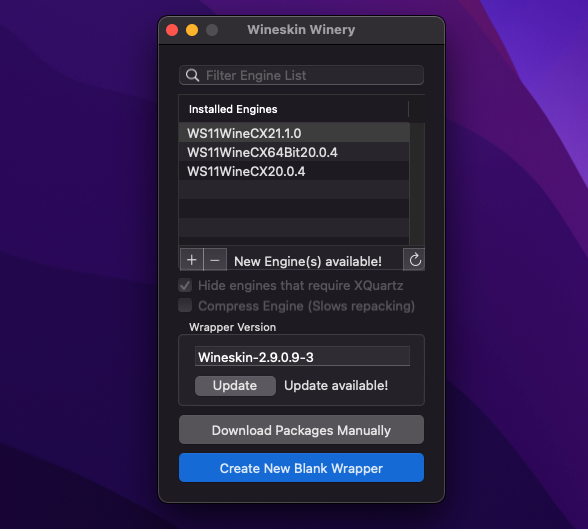 Wineskin Winery
Filter Engine List
Installed Engines
WS11WineCX21.1.0
WS11WineCX64Bit20.0.4
WS11WineCX20.0.4
+ − New Engine(s) available!
Hide engines that require XQuartz
Compress Engine (Slows repacking)
Wrapper Version
Wineskin-2.9.0.9-3
Update Update available!
Download Packages Manually
Create New Blank Wrapper